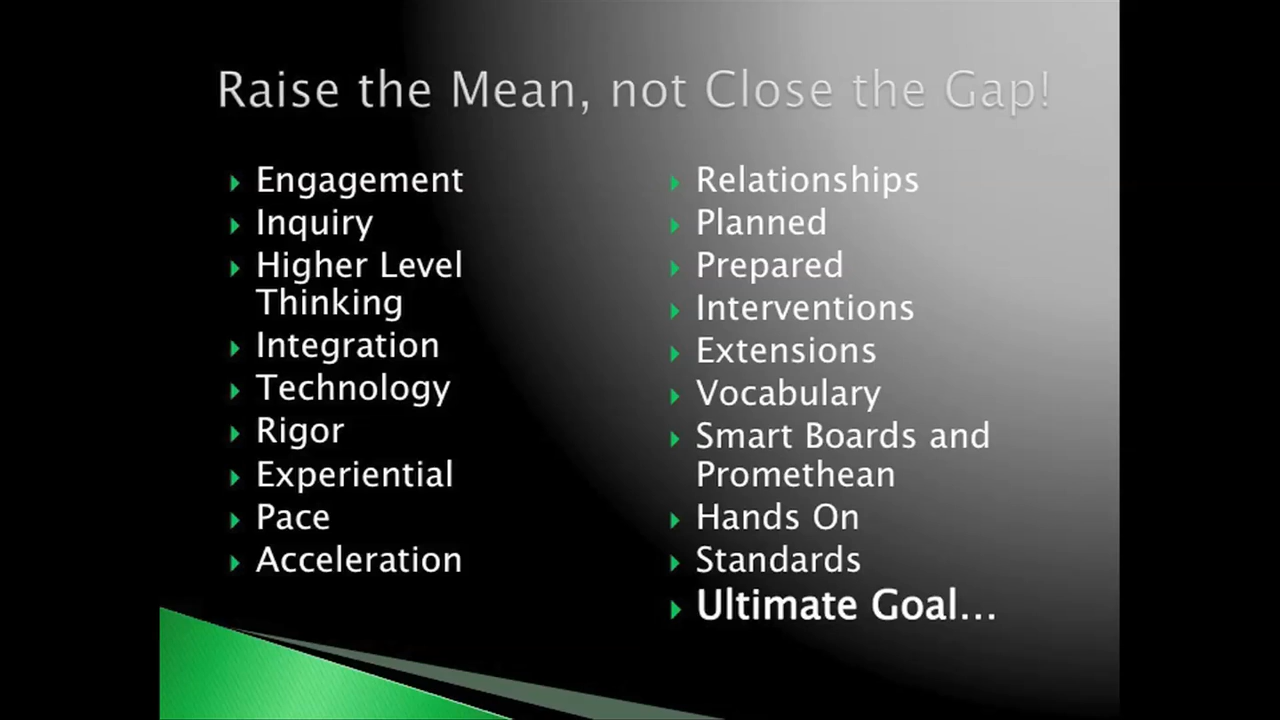 Raise the Mean, not Close the Gap!
Engagement
Inquiry
Higher Level
Thinking
Integration
Technology
Rigor
Experiential
Pace
Acceleration
Relationships
Planned
Prepared
Interventions
Extensions
Vocabulary
Smart Boards and
Promethean
Hands On
Standards
Ultimate Goal...